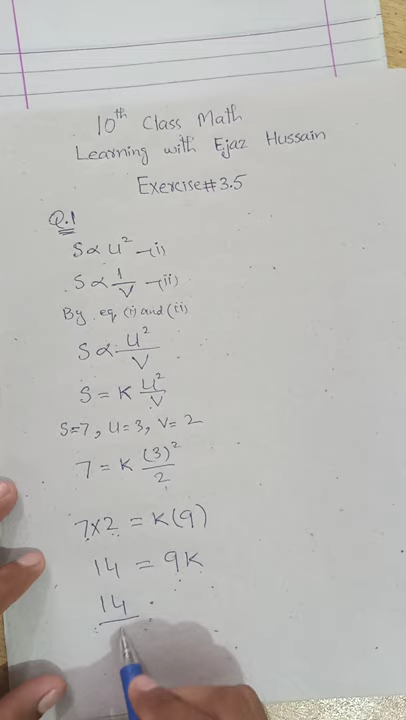 10th Class Math
Learning with Ejaz Hussain
Exercise#3.5
Q.1
S∝U² —(i)
S∝1/V —(ii)
By eq (i) and (ii)
S∝U²/V
S=K U²/V
S=7, U=3, V=2
7=K (3)²/2
7×2=K(9)
14=9K
14